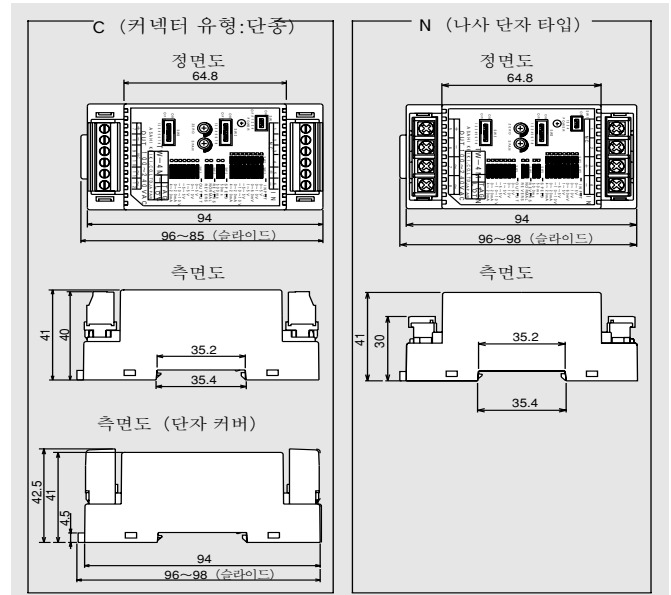 C (커넥터 유형:단종)
정면도
64.8
94
96~85 (슬라이드)
측면도
41
40
35.2
35.4
측면도 (단자 커버)
42.5
41
4.5
94
96~98 (슬라이드)
N (나사 단자 타입)
정면도
64.8
94
96~98 (슬라이드)
측면도
41
30
35.2
35.4